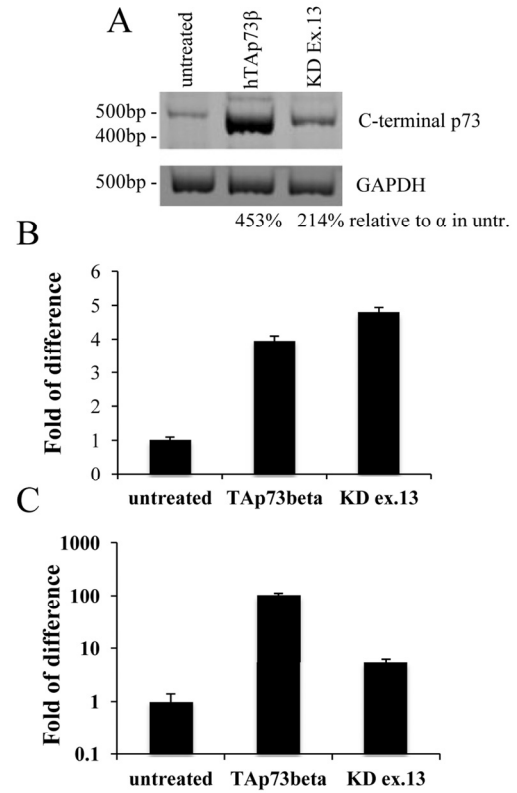 A
untreated
hTAp73β
KD Ex.13
500bp -
400bp -
C-terminal p73
500bp -
GAPDH
453% 214% relative to α in untr.
B
Fold of difference
6
5
4
3
2
1
0
untreated TAp73beta KD ex.13
C
Fold of difference
1000
100
10
1
0.1
untreated TAp73beta KD ex.13